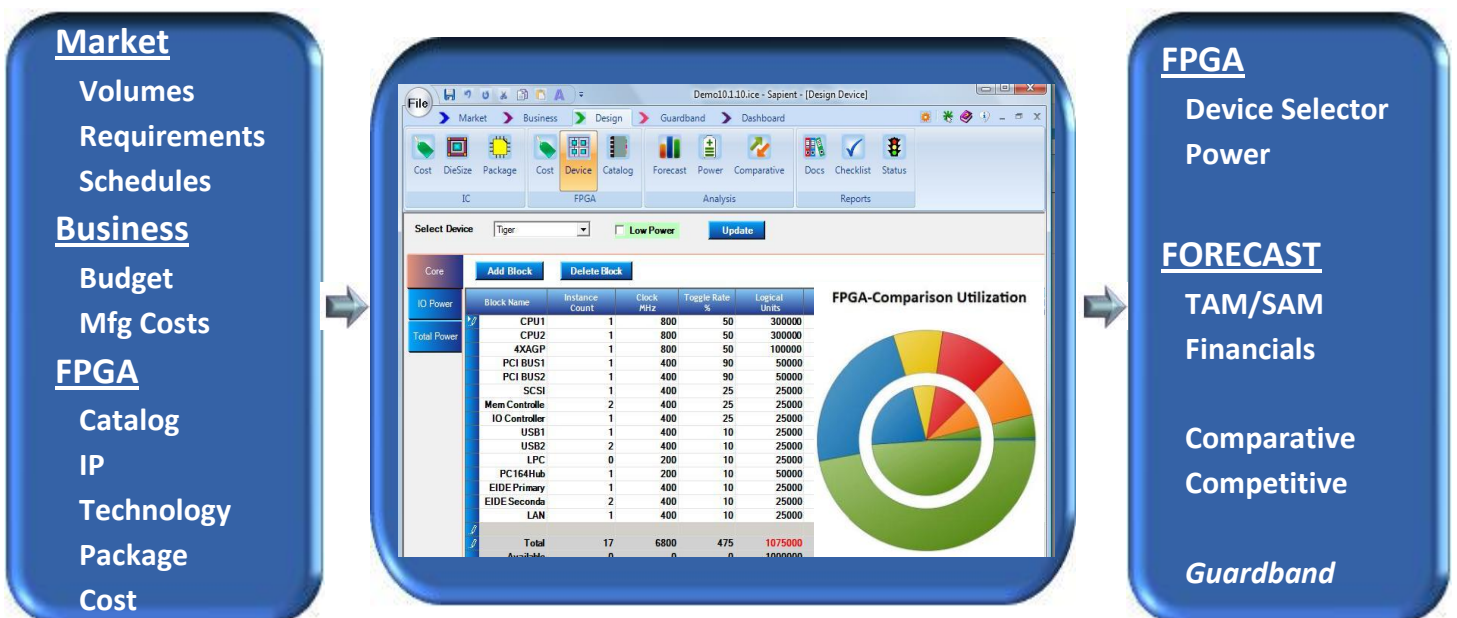 Market
Volumes
Requirements
Schedules
Business
Budget
Mfg Costs
FPGA
Catalog
IP
Technology
Package
Cost
File
Demo10.1.10.ice - Sapient - [Design Device]
Market Business Design Guardband Dashboard
Cost DieSize Package Cost Device Catalog Forecast Power Comparative Docs Checklist Status
IC FPGA Analysis Reports
Select Device Tiger Low Power Update
Core Add Block Delete Block
IO Power
Total Power
Block Name Instance Count Clock MHz Toggle Rate % Logical Units
CPU1 1 800 50 300000
CPU2 1 800 50 300000
4XAGP 1 800 50 100000
PCI BUS1 1 400 90 50000
PCI BUS2 1 400 90 50000
SCSI 1 400 25 25000
Mem Controlle 2 400 25 25000
IO Controller 1 400 25 25000
USB1 1 400 10 25000
USB2 2 400 10 25000
LPC 0 200 10 25000
PC164Hub 1 200 10 50000
EIDE Primary 1 400 10 25000
EIDE Seconda 2 400 10 25000
LAN 1 400 10 25000
Total 17 6800 475 1075000
Available 0 0 0 1000000
FPGA-Comparison Utilization
FPGA
Device Selector
Power
FORECAST
TAM/SAM
Financials
Comparative
Competitive
Guardband